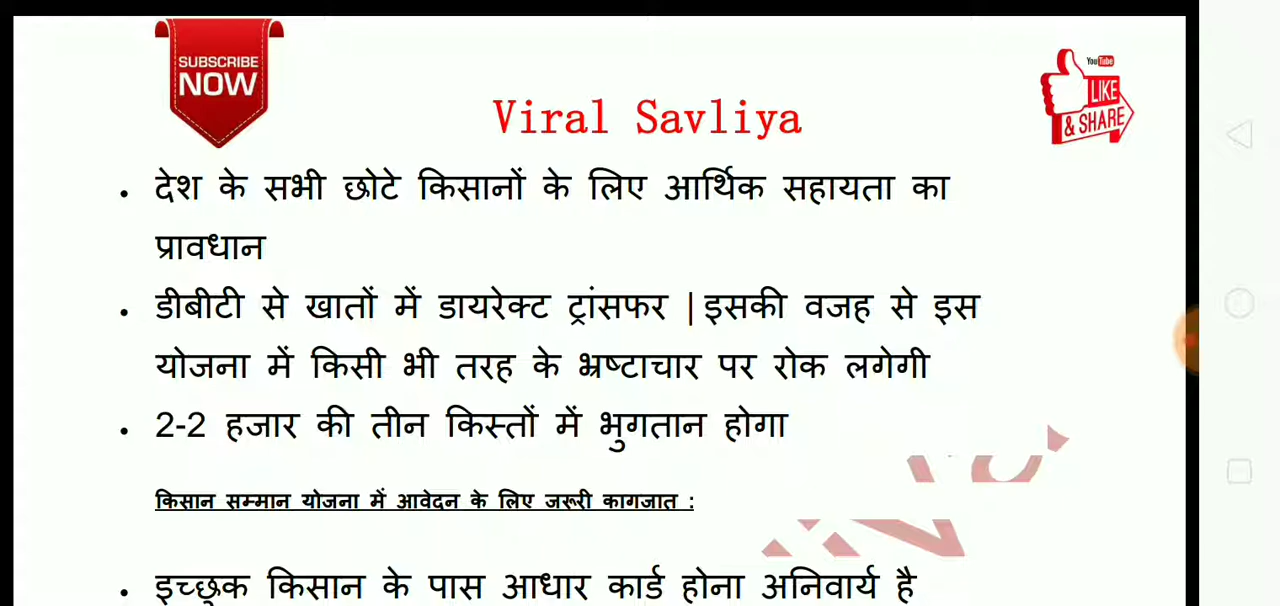 SUBSCRIBE
NOW
YouTube
LIKE
& SHARE
Viral Savliya
• देश के सभी छोटे किसानों के लिए आर्थिक सहायता का
प्रावधान
• डीबीटी से खातों में डायरेक्ट ट्रांसफर |इसकी वजह से इस
योजना में किसी भी तरह के भ्रष्टाचार पर रोक लगेगी
• 2-2 हजार की तीन किस्तों में भुगतान होगा
किसान सम्मान योजना में आवेदन के लिए जरूरी कागजात :
• इच्छुक किसान के पास आधार कार्ड होना अनिवार्य है